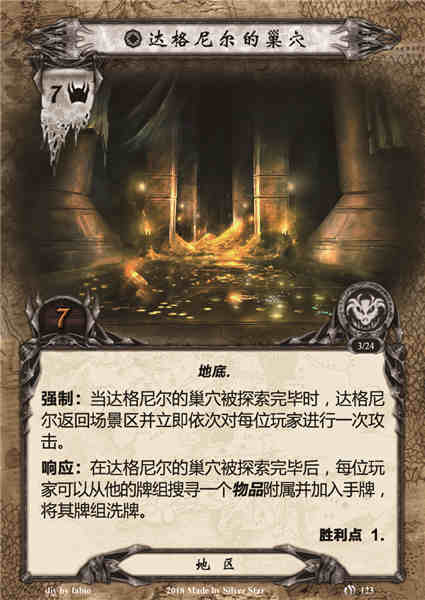 达格尼尔的巢穴
7
7
3/24
地底.
强制：当达格尼尔的巢穴被探索完毕时，达格尼
尔返回场景区并立即依次对每位玩家进行一次攻
击。
响应：在达格尼尔的巢穴被探索完毕后，每位玩
家可以从他的牌组搜寻一个物品附属并加入手牌，
将其牌组洗牌。
胜利点 1.
地 区
diy by fabio 2018 Made by Silver Star 123